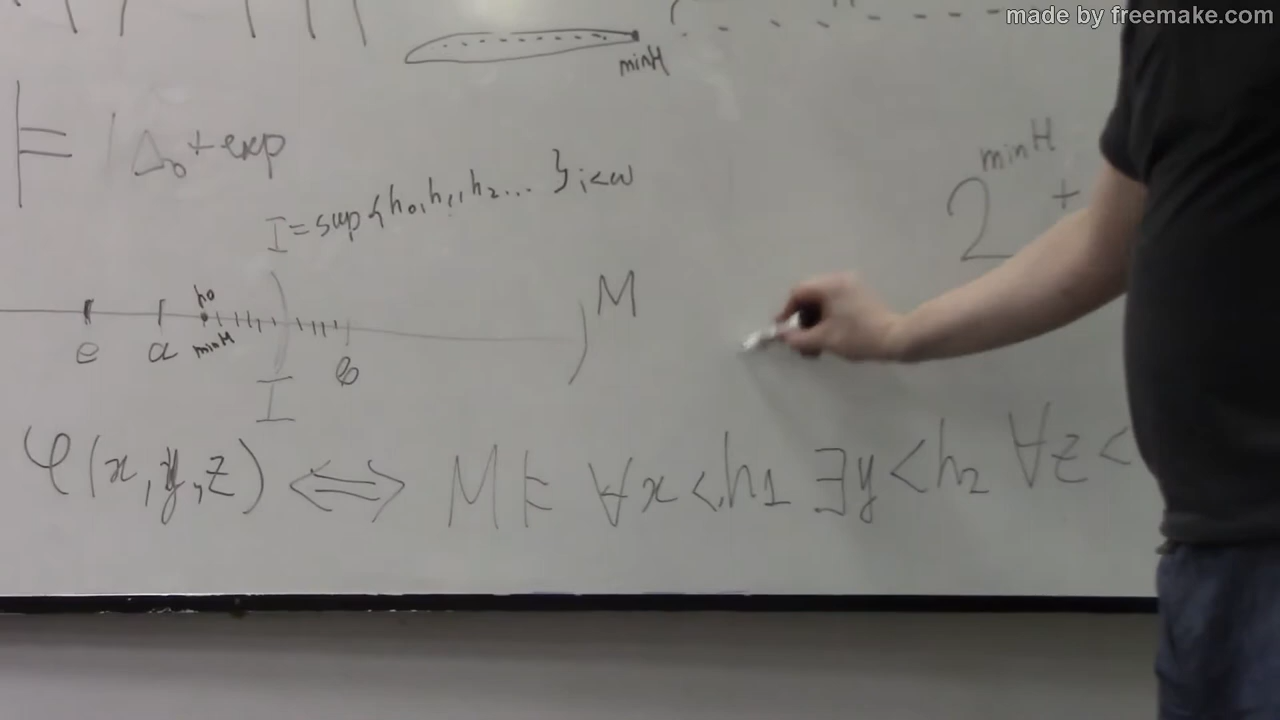 made by freemake.com
minH
⊨ IΔ₀ + exp
2^{minH} +
I = sup {h₀, h₁, h₂ ... }_{i<ω}
M
h₀
e a minH b
I
φ(x, y, z) ⟺ M ⊨ ∀x < h₁ ∃y < h₂ ∀z <